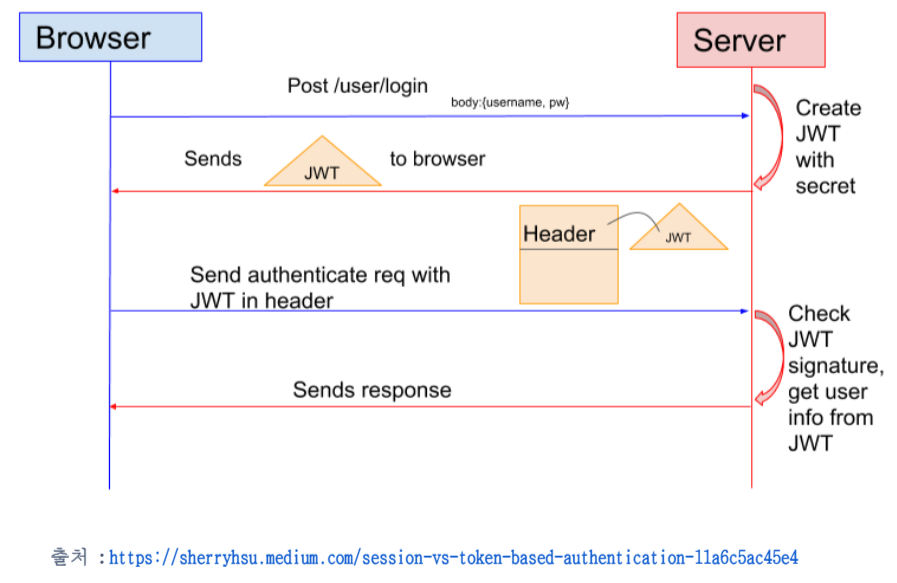 Browser
Server
Post /user/login
body:{username, pw}
Create
JWT
with
secret
Sends
JWT
to browser
Header
JWT
Send authenticate req with
JWT in header
Check
JWT
signature,
get user
info from
JWT
Sends response
출처 :https://sherryhsu.medium.com/session-vs-token-based-authentication-11a6c5ac45e4